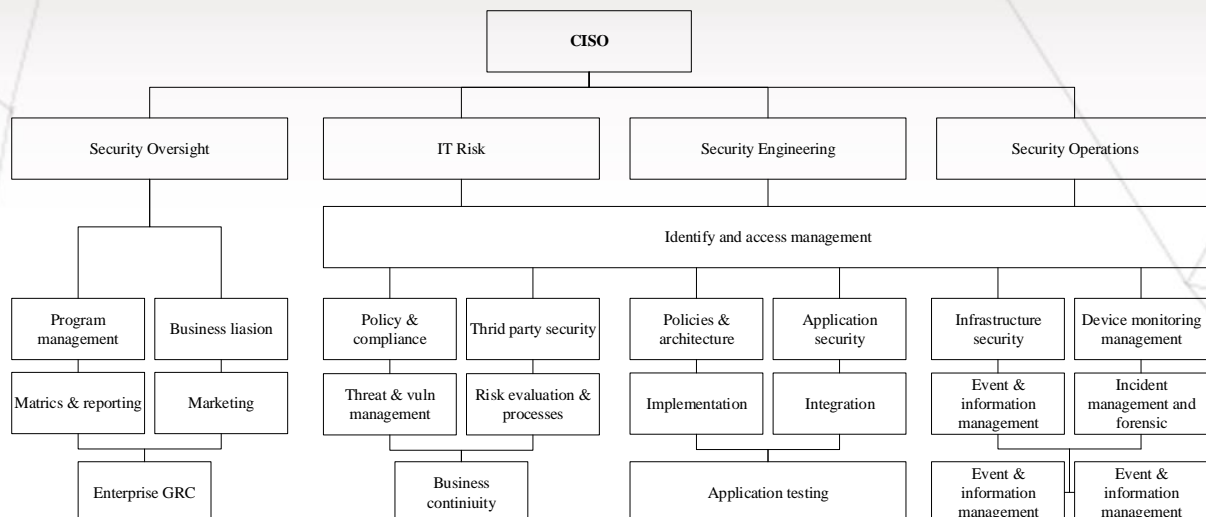 CISO
Security Oversight
IT Risk
Security Engineering
Security Operations
Identify and access management
Program
management
Business liasion
Policy &
compliance
Thrid party security
Policies &
architecture
Application
security
Infrastructure
security
Device monitoring
management
Matrics & reporting
Marketing
Threat & vuln
management
Risk evaluation &
processes
Implementation
Integration
Event &
information
management
Incident
management and
forensic
Enterprise GRC
Business
continiuity
Application testing
Event &
information
management
Event &
information
management